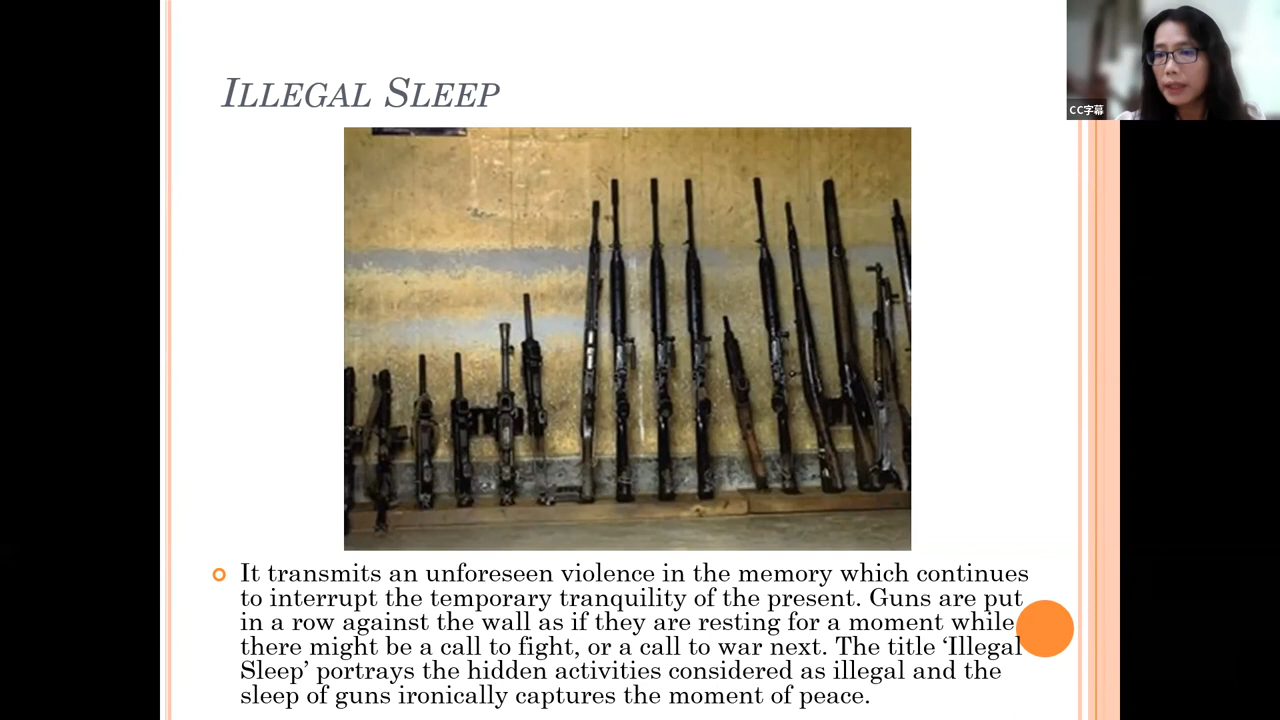 ILLEGAL SLEEP
CC字幕
It transmits an unforeseen violence in the memory which continues
to interrupt the temporary tranquility of the present. Guns are put
in a row against the wall as if they are resting for a moment while
there might be a call to fight, or a call to war next. The title ‘Illegal
Sleep’ portrays the hidden activities considered as illegal and the
sleep of guns ironically captures the moment of peace.